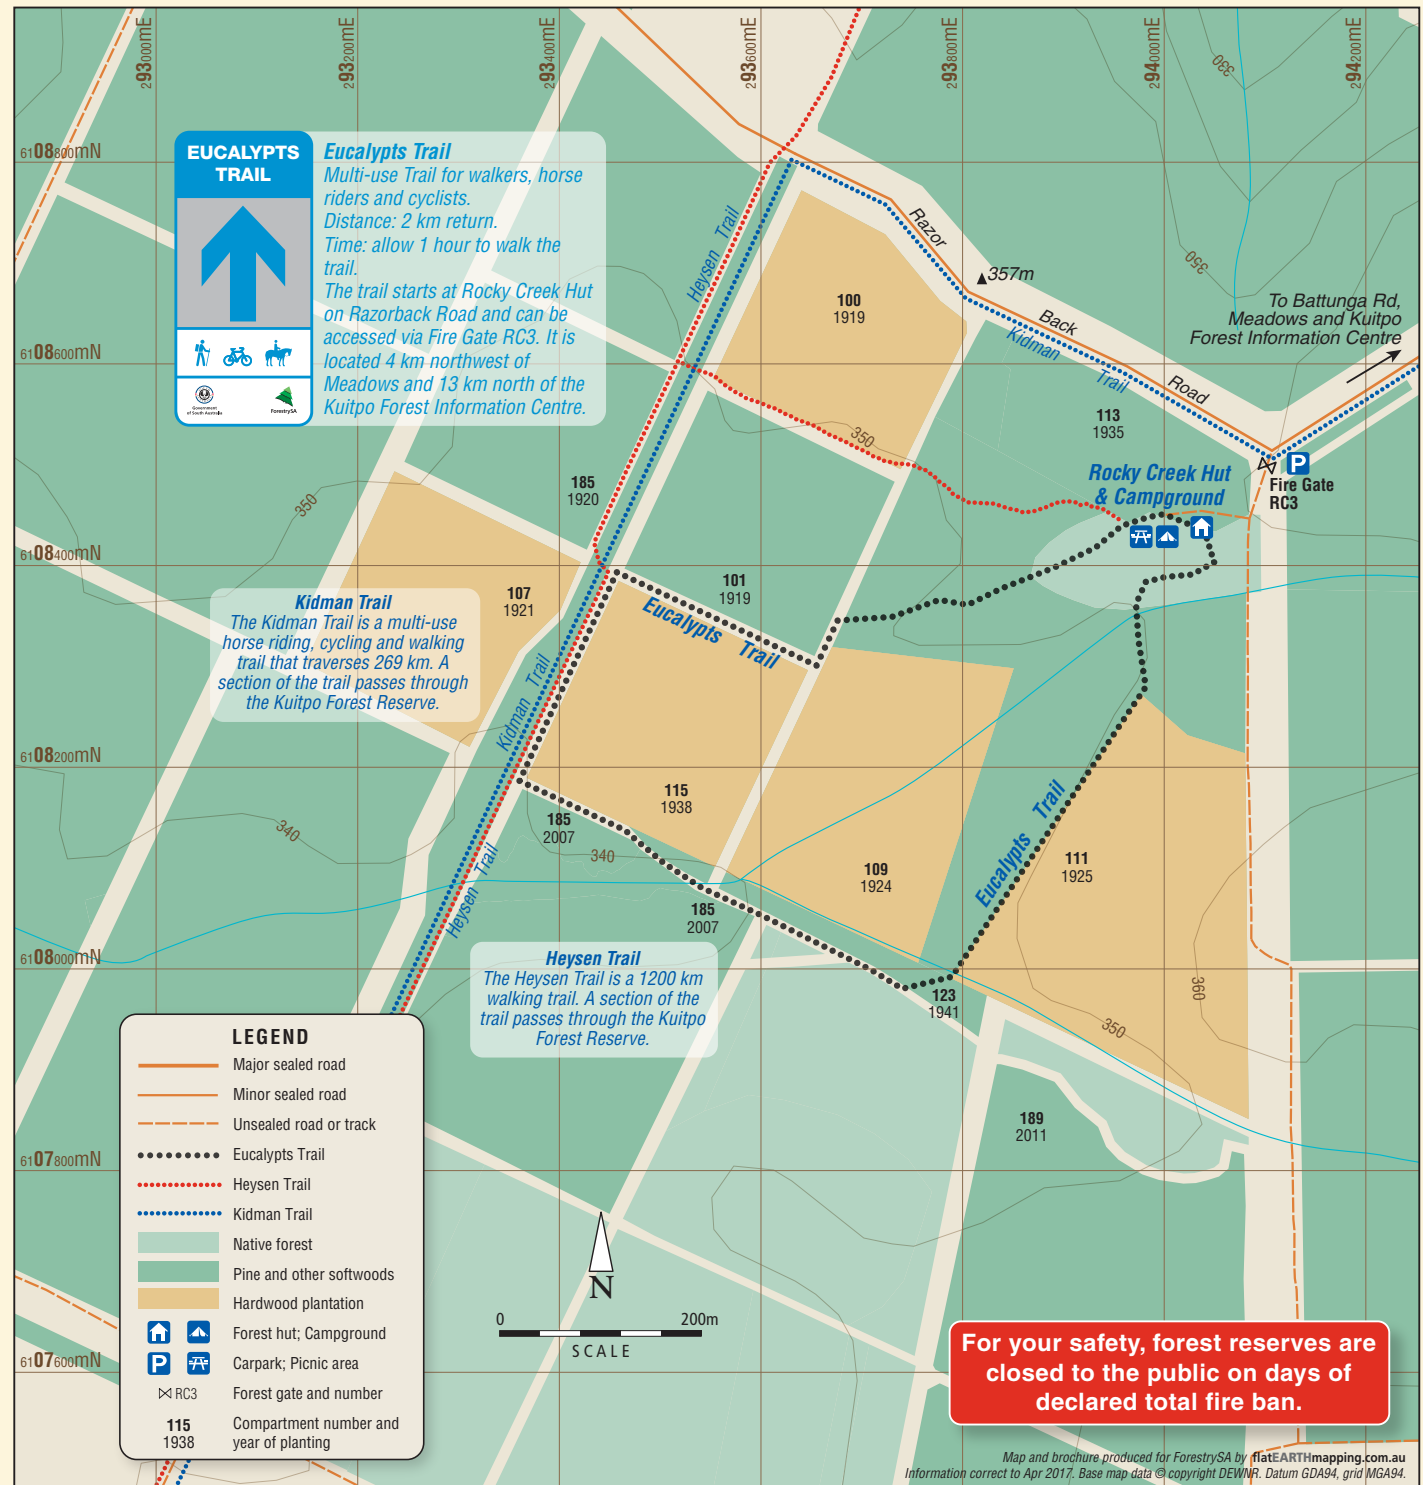 293000mE
293200mE
293400mE
293600mE
293800mE
294000mE
294200mE
6108800mN
6108600mN
6108400mN
6108200mN
6108000mN
6107800mN
6107600mN
EUCALYPTS
TRAIL
Government
of South Australia
ForestrySA
Eucalypts Trail
Multi-use Trail for walkers, horse
riders and cyclists.
Distance: 2 km return.
Time: allow 1 hour to walk the
trail.
The trail starts at Rocky Creek Hut
on Razorback Road and can be
accessed via Fire Gate RC3. It is
located 4 km northwest of
Meadows and 13 km north of the
Kuitpo Forest Information Centre.
Heysen Trail
Razor
Back
Road
Kidman
Trail
357m
330
350
To Battunga Rd,
Meadows and Kuitpo
Forest Information Centre
100
1919
113
1935
350
Rocky Creek Hut
& Campground
P
Fire Gate
RC3
185
1920
350
107
1921
101
1919
Eucalypts Trail
Kidman Trail
The Kidman Trail is a multi-use
horse riding, cycling and walking
trail that traverses 269 km. A
section of the trail passes through
the Kuitpo Forest Reserve.
Kidman Trail
115
1938
185
2007
340
340
Heysen Trail
109
1924
Eucalypts Trail
111
1925
185
2007
Heysen Trail
The Heysen Trail is a 1200 km
walking trail. A section of the
trail passes through the Kuitpo
Forest Reserve.
123
1941
360
350
189
2011
LEGEND
Major sealed road
Minor sealed road
Unsealed road or track
Eucalypts Trail
Heysen Trail
Kidman Trail
Native forest
Pine and other softwoods
Hardwood plantation
Forest hut; Campground
P Carpark; Picnic area
RC3 Forest gate and number
115
1938
Compartment number and
year of planting
N
0 200m
SCALE
For your safety, forest reserves are
closed to the public on days of
declared total fire ban.
Map and brochure produced for ForestrySA by flatEARTHmapping.com.au
Information correct to Apr 2017. Base map data © copyright DEWNR. Datum GDA94, grid MGA94.